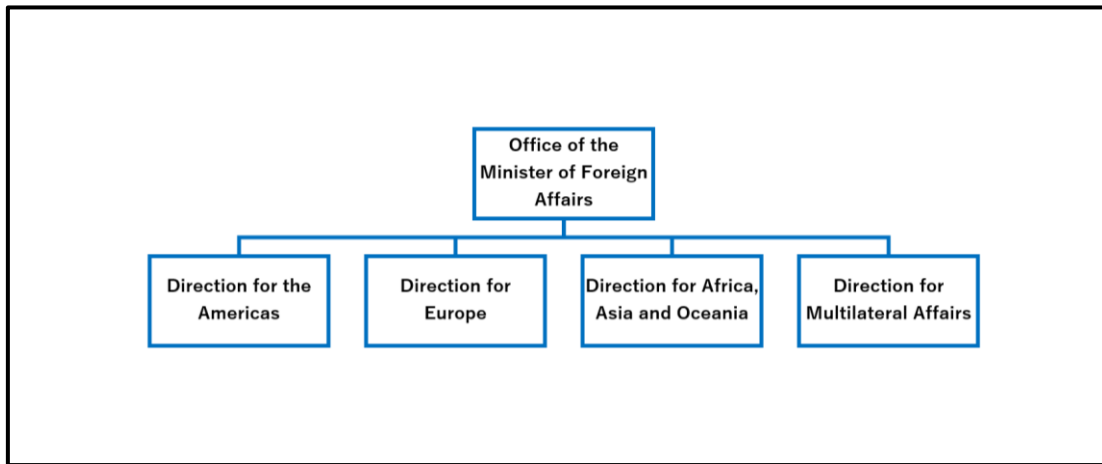 Office of the
Minister of Foreign
Affairs
Direction for the
Americas
Direction for
Europe
Direction for Africa,
Asia and Oceania
Direction for
Multilateral Affairs